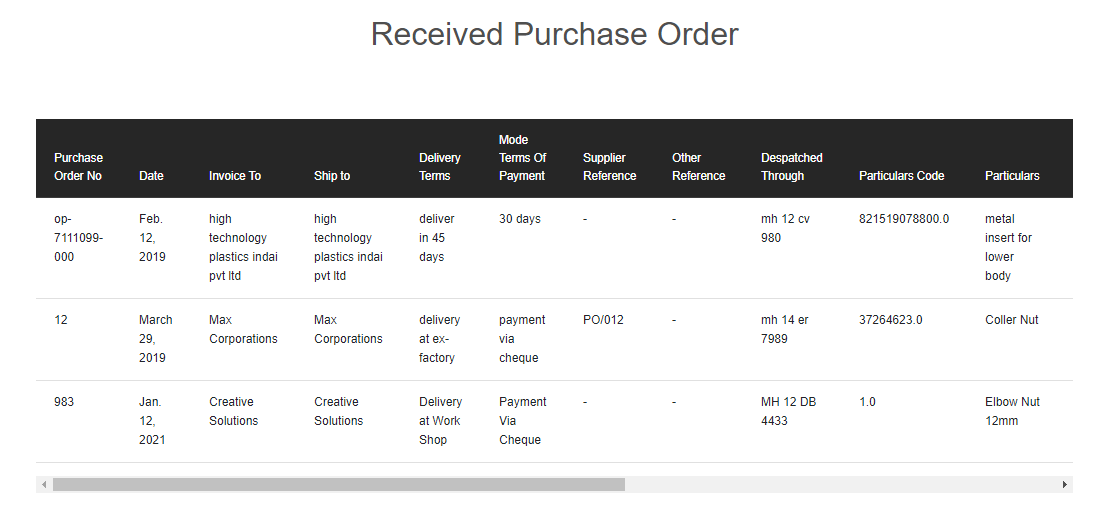 Received Purchase Order
Mode
Purchase Delivery Terms Of Supplier Other Despatched
Order No Date Invoice To Ship to Terms Payment Reference Reference Through Particulars Code Particulars
op- Feb. high high deliver 30 days - - mh 12 cv 821519078800.0 metal
7111099- 12, technology technology in 45 980 insert for
000 2019 plastics indai plastics indai days lower
pvt ltd pvt ltd body
12 March Max Max delivery payment PO/012 - mh 14 er 37264623.0 Coller Nut
29, Corporations Corporations at ex- via 7989
2019 factory cheque
983 Jan. Creative Creative Delivery Payment - - MH 12 DB 1.0 Elbow Nut
12, Solutions Solutions at Work Via 4433 12mm
2021 Shop Cheque